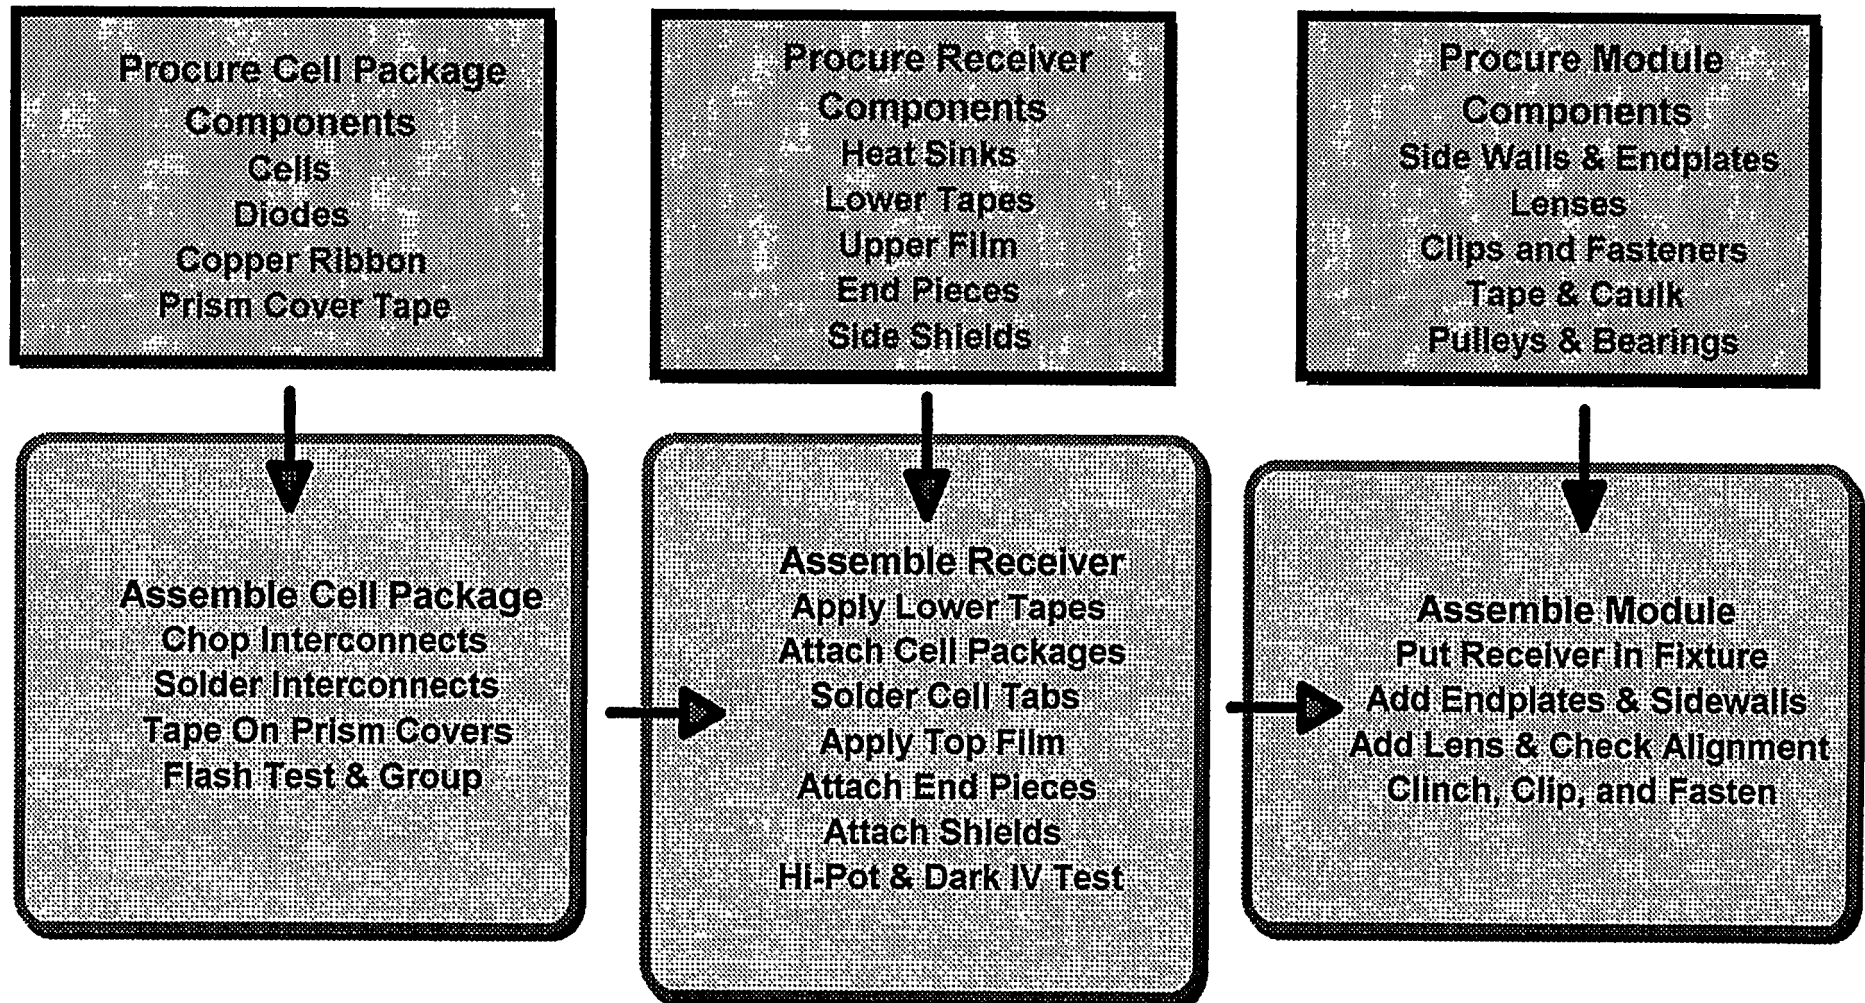 Procure Cell Package
Components
Cells
Diodes
Copper Ribbon
Prism Cover Tape
Procure Receiver
Components
Heat Sinks
Lower Tapes
Upper Film
End Pieces
Side Shields
Procure Module
Components
Side Walls & Endplates
Lenses
Clips and Fasteners
Tape & Caulk
Pulleys & Bearings
Assemble Cell Package
Chop Interconnects
Solder Interconnects
Tape On Prism Covers
Flash Test & Group
Assemble Receiver
Apply Lower Tapes
Attach Cell Packages
Solder Cell Tabs
Apply Top Film
Attach End Pieces
Attach Shields
Hi-Pot & Dark IV Test
Assemble Module
Put Receiver in Fixture
Add Endplates & Sidewalls
Add Lens & Check Alignment
Clinch, Clip, and Fasten